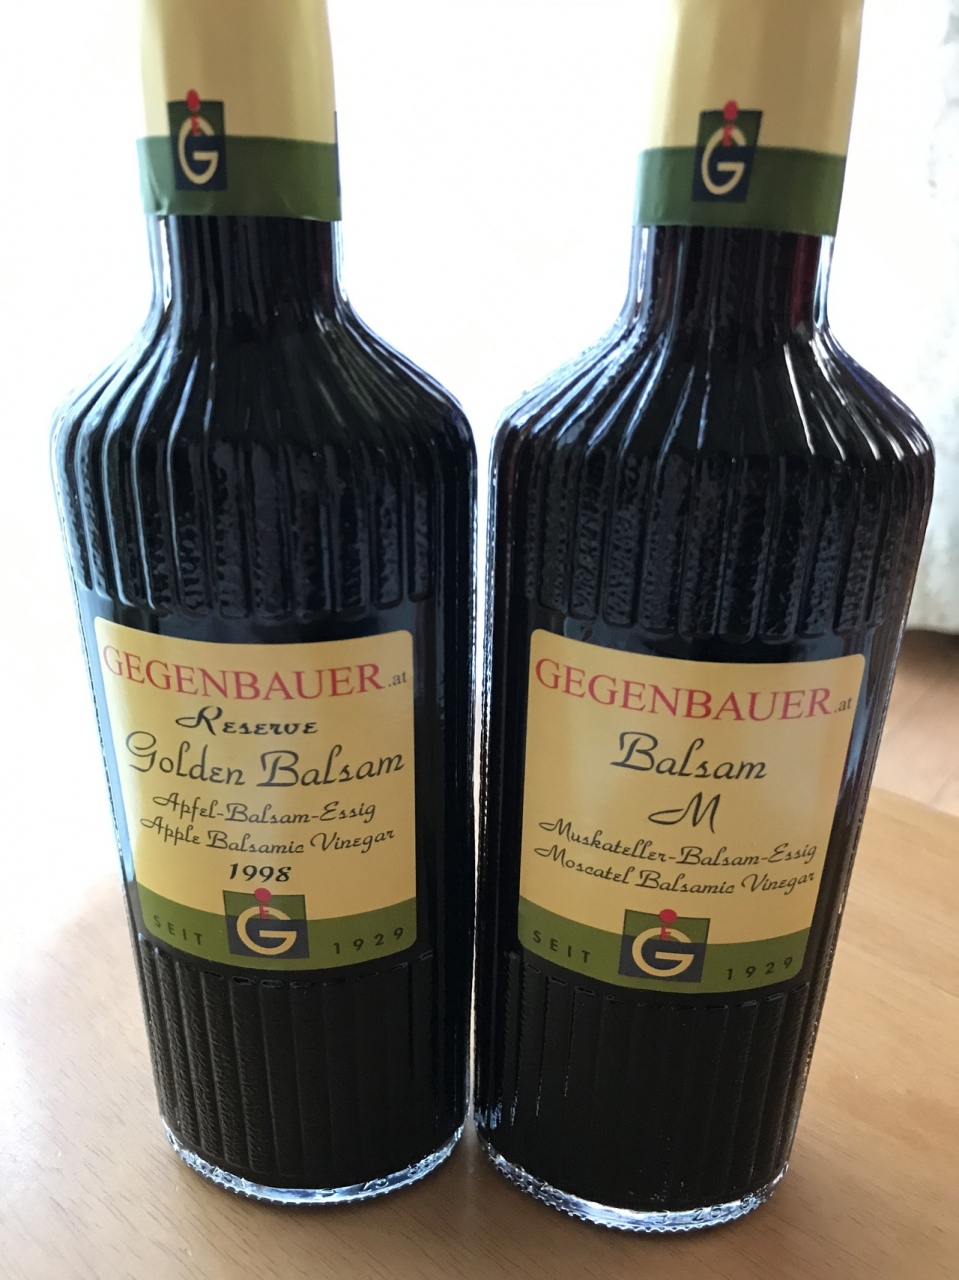 G
GEGENBAUER.at
Reserve
Golden Balsam
Apfel-Balsam-Essig
Apple Balsamic Vinegar
1998
E
G
SEIT 1929
G
GEGENBAUER.at
Balsam
M
Muskateller-Balsam-Essig
Moscatel Balsamic Vinegar
E
G
SEIT 1929